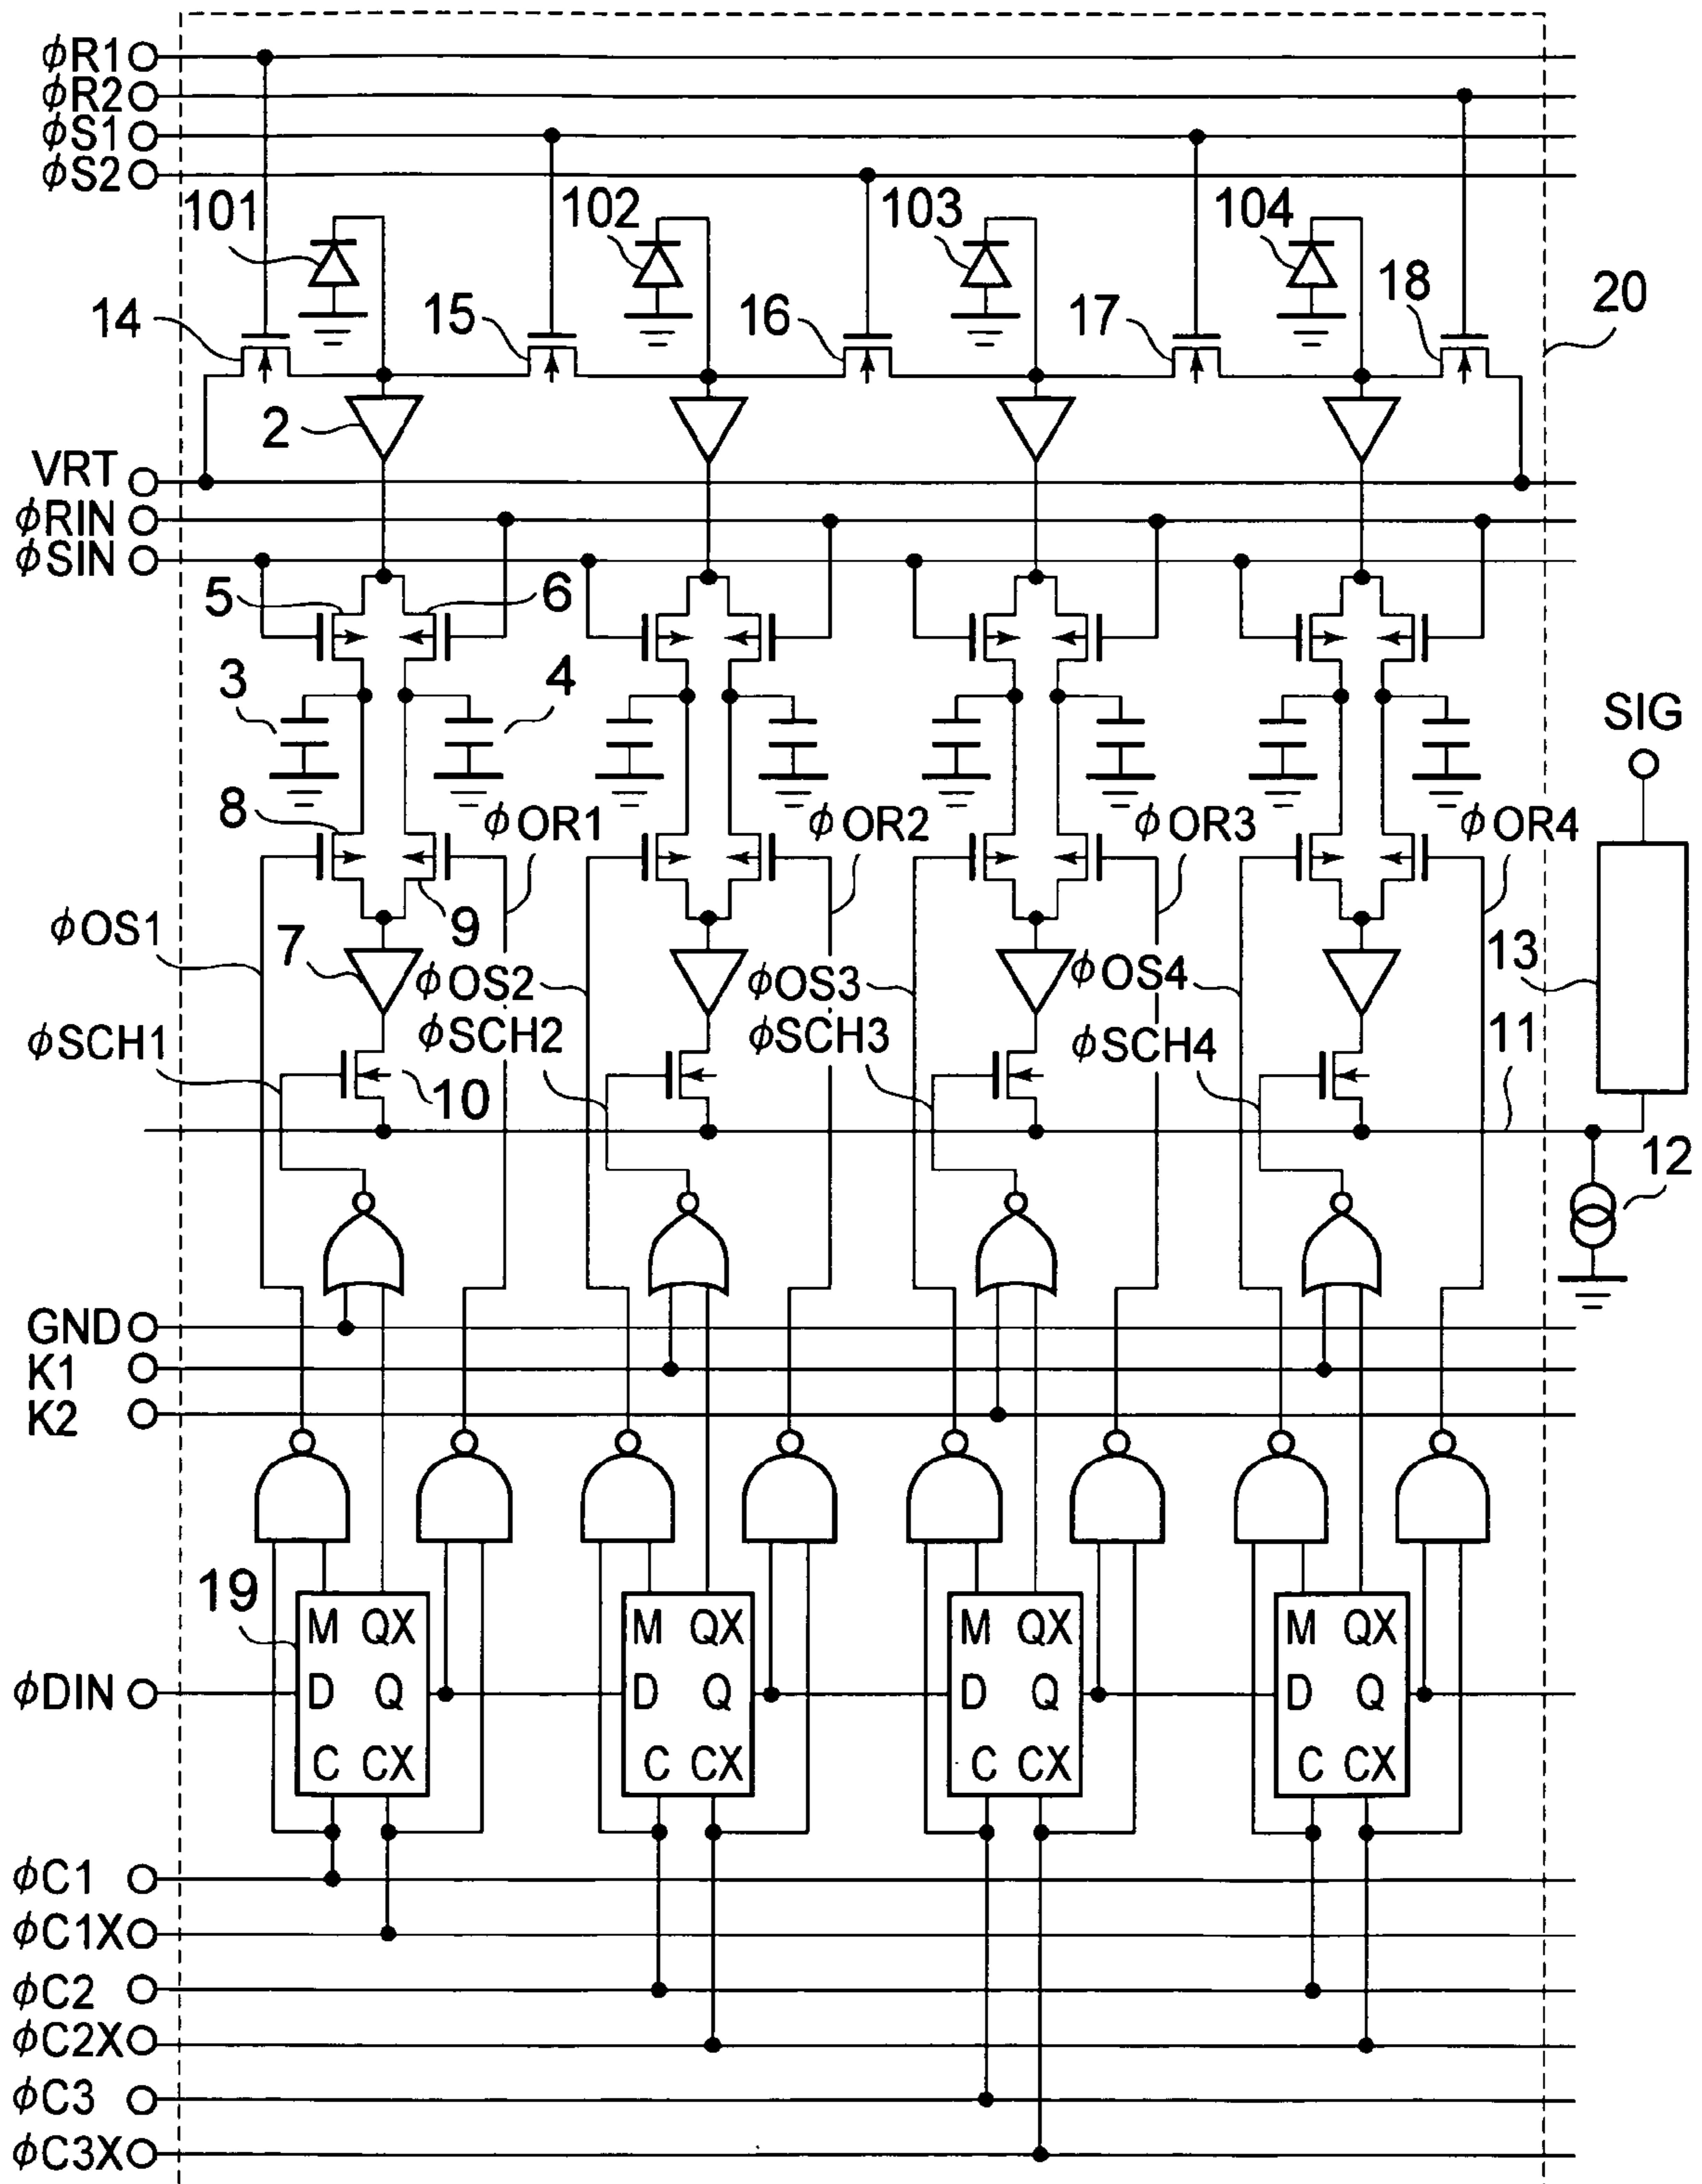 φR1
φR2
φS1
φS2
101
102
103
104
14
15
16
17
18
20
2
VRT
φRIN
φSIN
5
6
3
4
SIG
8
φOR1
φOR2
φOR3
φOR4
φOS1
7
9
φOS2
φOS3
φOS4
13
φSCH1
φSCH2
φSCH3
φSCH4
11
10
12
GND
K1
K2
19
M QX
M QX
M QX
M QX
φDIN
D Q
D Q
D Q
D Q
C CX
C CX
C CX
C CX
φC1
φC1X
φC2
φC2X
φC3
φC3X